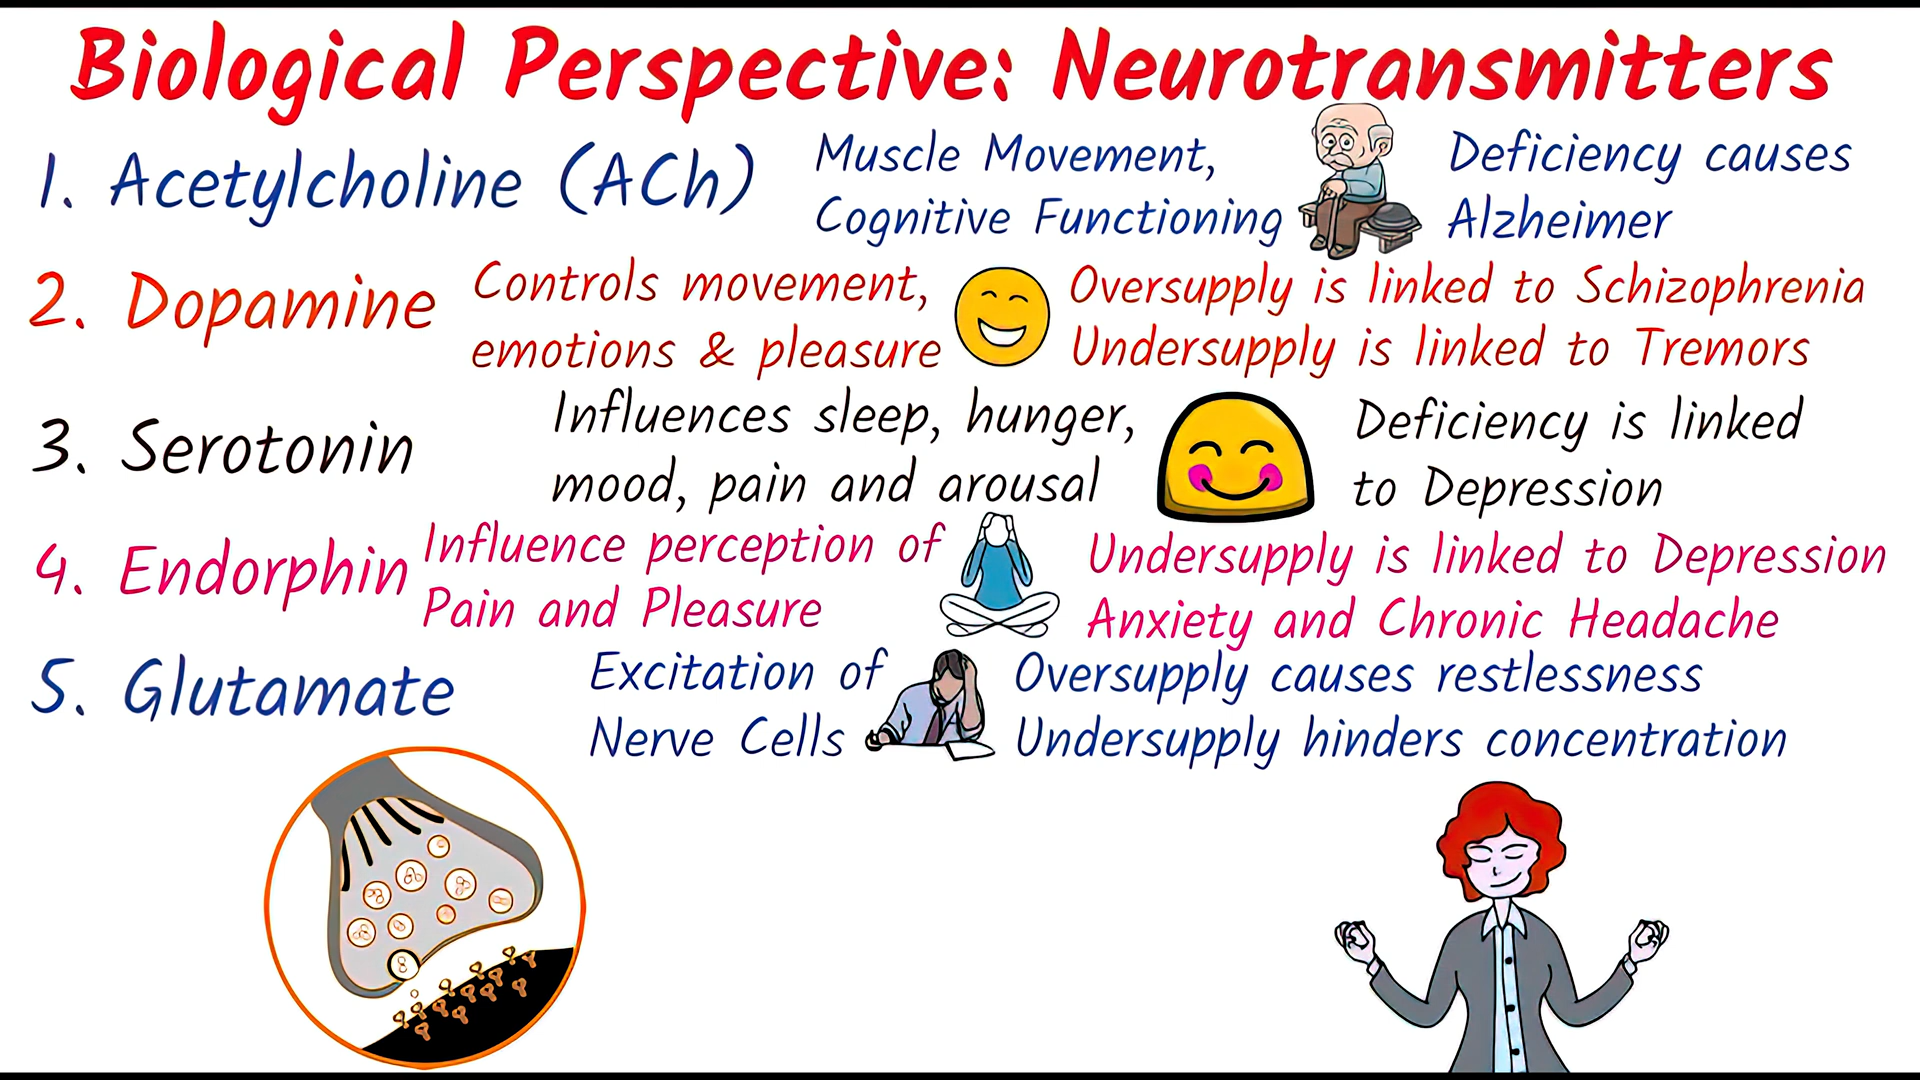 Biological Perspective: Neurotransmitters
1. Acetylcholine (ACh)
Muscle Movement,
Cognitive Functioning
Deficiency causes
Alzheimer
2. Dopamine
Controls movement,
emotions & pleasure
Oversupply is linked to Schizophrenia
Undersupply is linked to Tremors
3. Serotonin
Influences sleep, hunger,
mood, pain and arousal
Deficiency is linked
to Depression
4. Endorphin
Influence perception of
Pain and Pleasure
Undersupply is linked to Depression
Anxiety and Chronic Headache
5. Glutamate
Excitation of
Nerve Cells
Oversupply causes restlessness
Undersupply hinders concentration